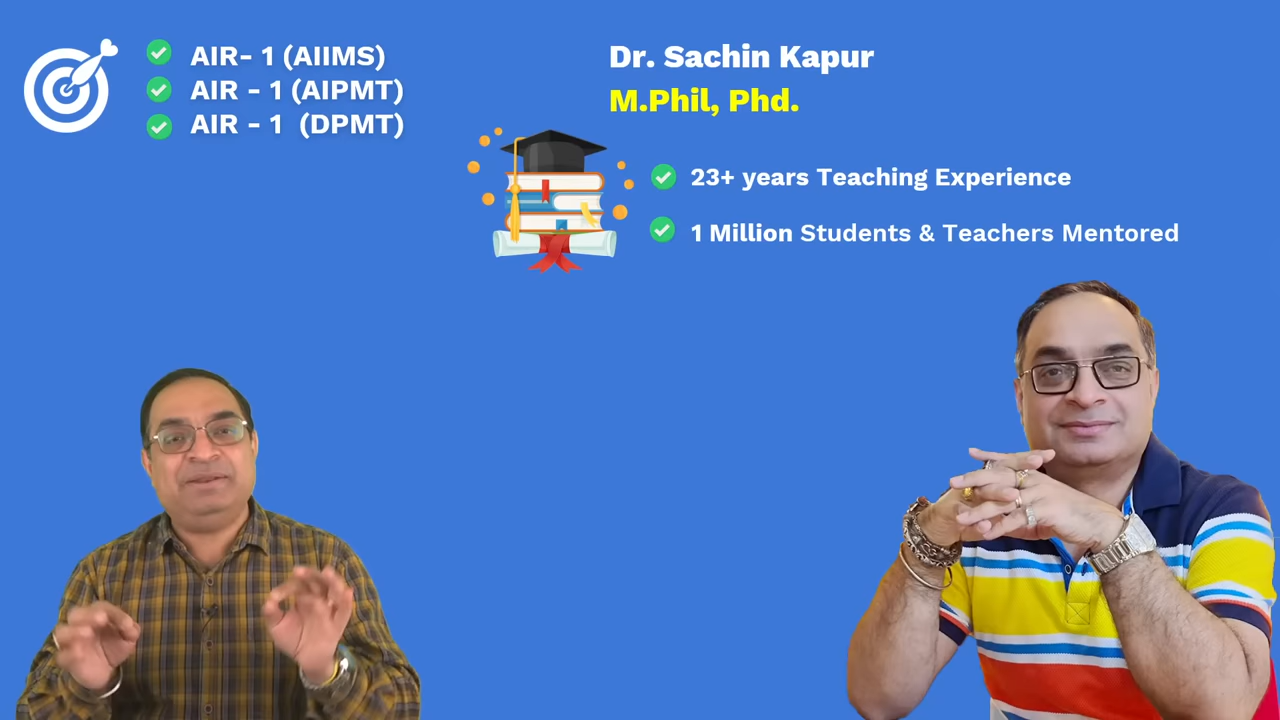 AIR- 1 (AIIMS)
AIR - 1 (AIPMT)
AIR - 1 (DPMT)
Dr. Sachin Kapur
M.Phil, Phd.
23+ years Teaching Experience
1 Million Students & Teachers Mentored